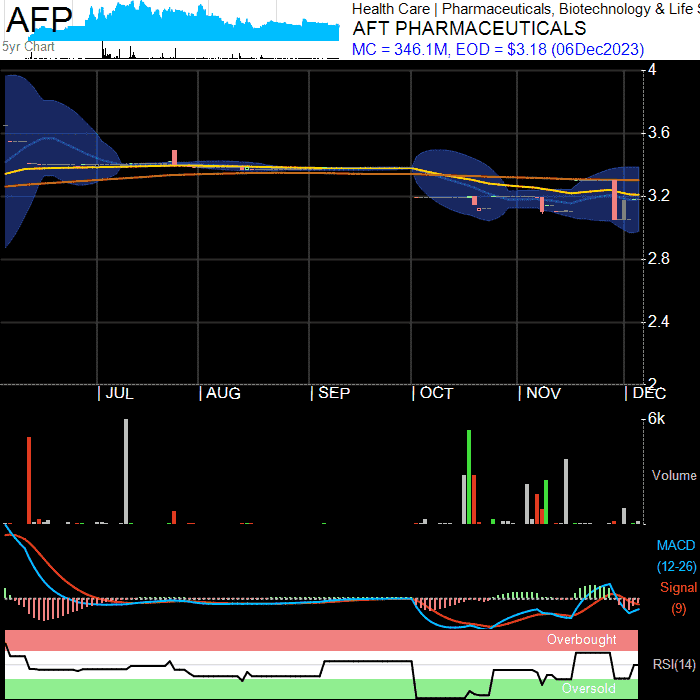 AFP
5yr Chart
Health Care | Pharmaceuticals, Biotechnology & Life S
AFT PHARMACEUTICALS
MC = 346.1M, EOD = $3.18 (06Dec2023)
4
3.6
3.2
2.8
2.4
2
| JUL | AUG | SEP | OCT | NOV | DEC
6k
Volume
MACD
(12-26)
Signal
(9)
Overbought
RSI(14)
Oversold